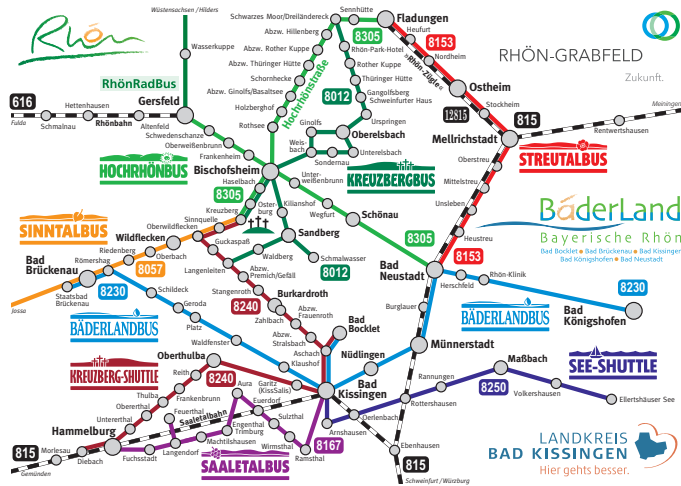 Rhön
Wüstensachsen / Hilders
Wasserkuppe
RhönRadBus
Gersfeld
616
Fulda
Schmalnau
Hettenhausen
Rhönbahn
Altenfeld
Schwedenschanze
Oberweißenbrunn
Frankenheim
Bischofsheim
HOCHRHÖNBUS
Schwarzes Moor/Dreiländereck
Sennhütte
Abzw. Hillenberg
Abzw. Rother Kuppe
Abzw. Thüringer Hütte
Schornhecke
Abzw. Ginolfs/Basaltsee
Holzberghof
Rothsee
Hochrhönstraße
8305
Fladungen
Heufurt
8153
Nordheim
"Rhön-Zügle"
Rhön-Park-Hotel
Rother Kuppe
Thüringer Hütte
Gangolfsberg
Schweinfurter Haus
8012
Urspringen
Ginolfs
Oberelsbach
Weisbach
Unterelsbach
Sondernau
KREUZBERGBUS
Ostheim
12815
Stockheim
815
Mellrichstadt
Rentwertshausen
Meiningen
STREUTALBUS
Oberstreu
Mittelstreu
Unsleben
Heustreu
8153
RHÖN-GRABFELD
Zukunft.
BäderLand
Bayerische Rhön
Bad Bocklet Bad Brückenau Bad Kissingen
Bad Königshofen Bad Neustadt
Haselbach
8305
Kreuzberg
Osterburg
Unterweißenbrunn
Kilianshof
Wegfurt
Schönau
8305
Sandberg
Schmalwasser
8012
Waldberg
SINNTALBUS
Sinnquelle
Oberwildflecken
Guckaspaß
Wildflecken
Riedenberg
Oberbach
8057
Römershag
Bad Brückenau
Staatsbad Brückenau
Jossa
8230
BÄDERLANDBUS
Schildeck
Geroda
Platz
Waldfenster
Langenleiten
Abzw. Premich/Gefäll
Stangenroth
8240
Burkardroth
Zahlbach
Abzw. Frauenroth
Abzw. Stralsbach
Aschach
Klaushof
Bad Bocklet
Nüdlingen
Bad Kissingen
Bad Neustadt
Herschfeld
Rhön-Klinik
BÄDERLANDBUS
8230
Bad Königshofen
Burglauer
Münnerstadt
SEE-SHUTTLE
Maßbach
Rannungen
8250
Volkershausen
Ellertshäuser See
Rottershausen
Oerlenbach
Arnshausen
Ebenhausen
815
Schweinfurt / Würzburg
KREUZBERG-SHUTTLE
Oberthulba
8240
Reith
Frankenbrunn
Thulba
Obererthal
Untererthal
Garitz (KissSalis)
Aura
Euerdorf
Feuerthal
Saaletalbahn
Hammelburg
815
Morlesau
Diebach
Gemünden
Fuchsstadt
Langendorf
Machtilshausen
Engenthal
Trimburg
Sulzthal
Wirmsthal
Ramsthal
8167
SAALETALBUS
LANDKREIS
BAD KISSINGEN
Hier gehts besser.